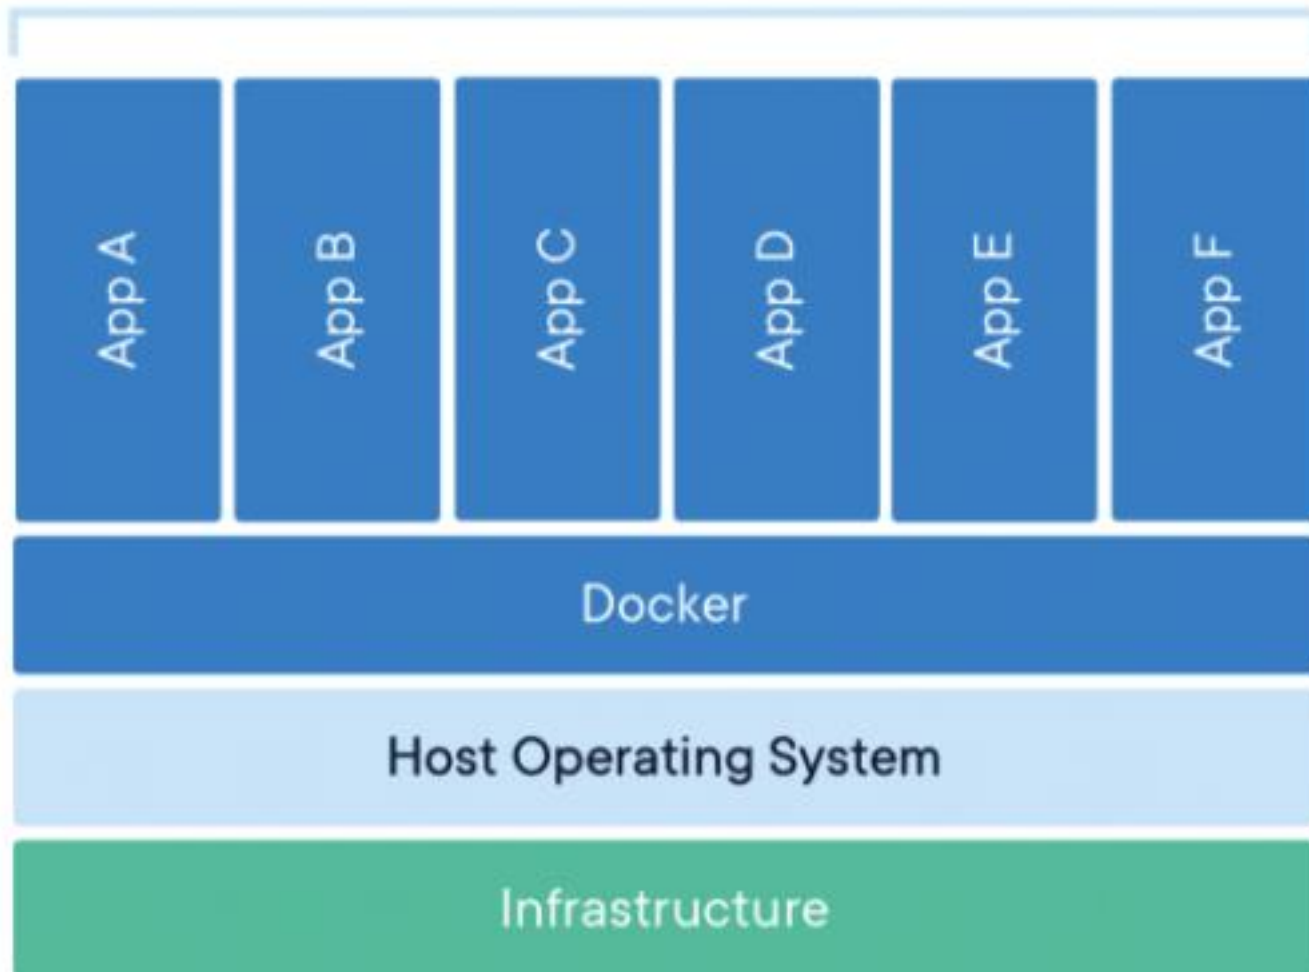 App A
App B
App C
App D
App E
App F
Docker
Host Operating System
Infrastructure